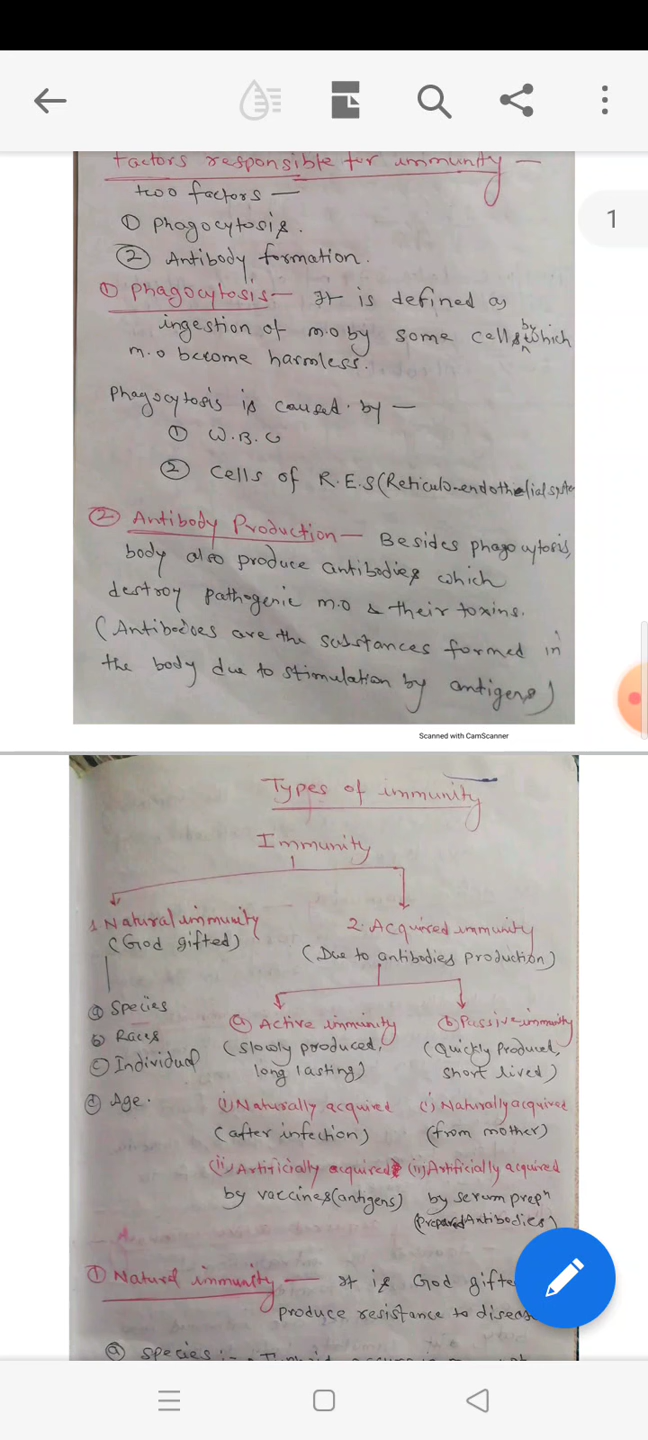 1
Factors responsible for immunity —
two factors —
① Phagocytosis.
② Antibody formation.
① Phagocytosis — It is defined as
ingestion of m.o by some cells by which
m.o become harmless.
Phagocytosis is caused by —
① W.B.C
② Cells of R.E.S (Reticulo-endothelial syste
② Antibody Production — Besides phagocytosis,
body also produce antibodies which
destroy pathogenic m.o & their toxins.
(Antibodies are the substances formed in
the body due to stimulation by antigens)
Scanned with CamScanner
Types of immunity
Immunity
1. Natural immunity
(God gifted)
ⓐ Species
ⓑ Races
ⓒ Individual
ⓓ Age.
2. Acquired immunity
(Due to antibodies production)
ⓐ Active immunity
(slowly produced,
long lasting)
(i) Naturally acquired
(after infection)
(ii) Artificially acquired
by vaccines (antigens)
ⓑ Passive immunity
(Quickly Produced,
short lived)
(i) Naturally acquired
(from mother)
(ii) Artificially acquired
by serum prepⁿ
(prepared Antibodies)
① Natural immunity — It is God gifte
produce resistance to diseas
ⓐ Species :-